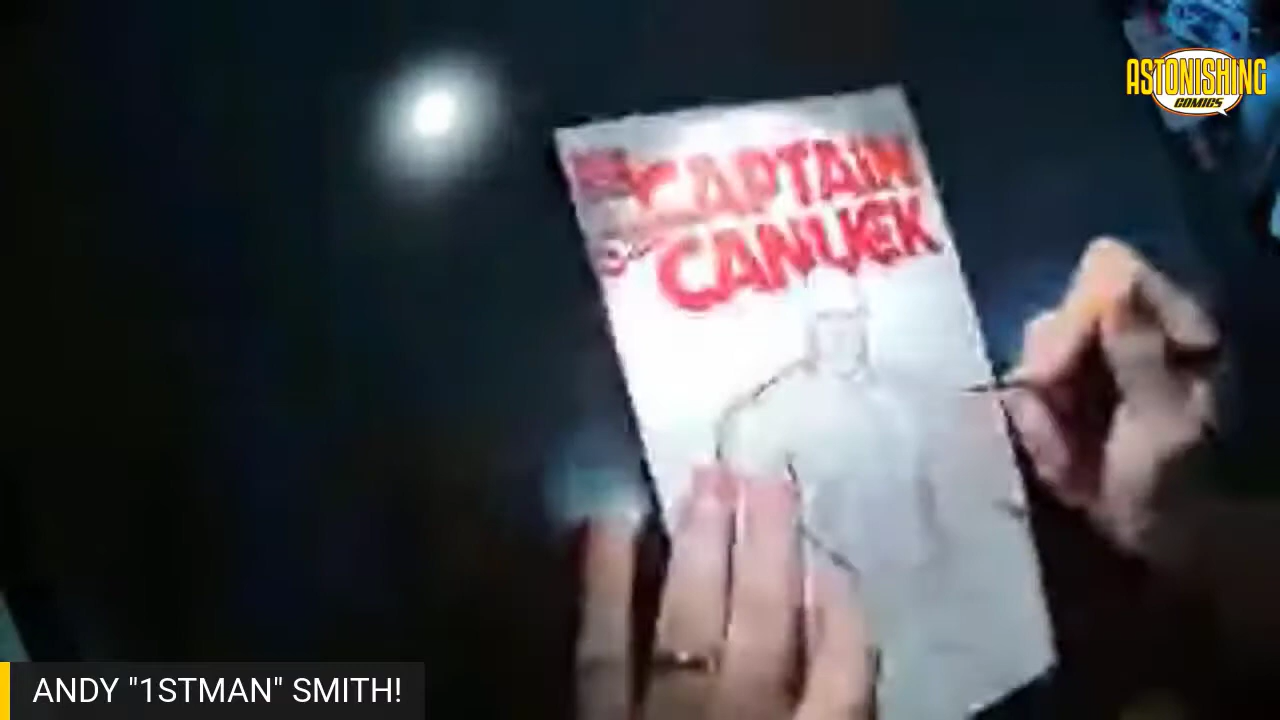 ASTONISHING
COMICS
CAPTAIN
CANUCK
ANDY "1STMAN" SMITH!